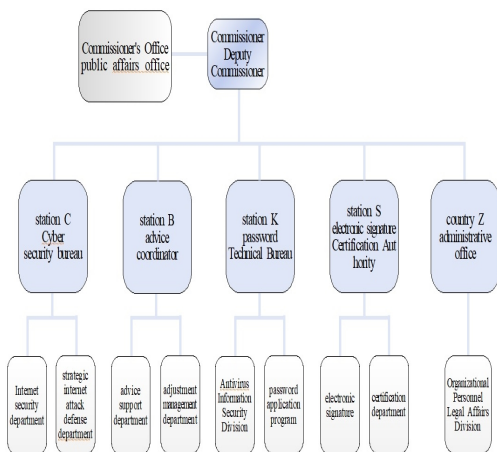 Commissioner's Office
public affairs office
Commissioner
Deputy
Commissioner
station C
Cyber
security bureau
station B
advice
coordinator
station K
password
Technical Bureau
station S
electronic signature
Certification Aut
hority
country Z
administrative
office
Internet
security
department
strategic
internet
attack
defense
department
advice
support
department
adjustment
management
department
Antivirus
Information
Security
Division
password
application
program
electronic
signature
certification
department
Organizational
Personnel
Legal Affairs
Division